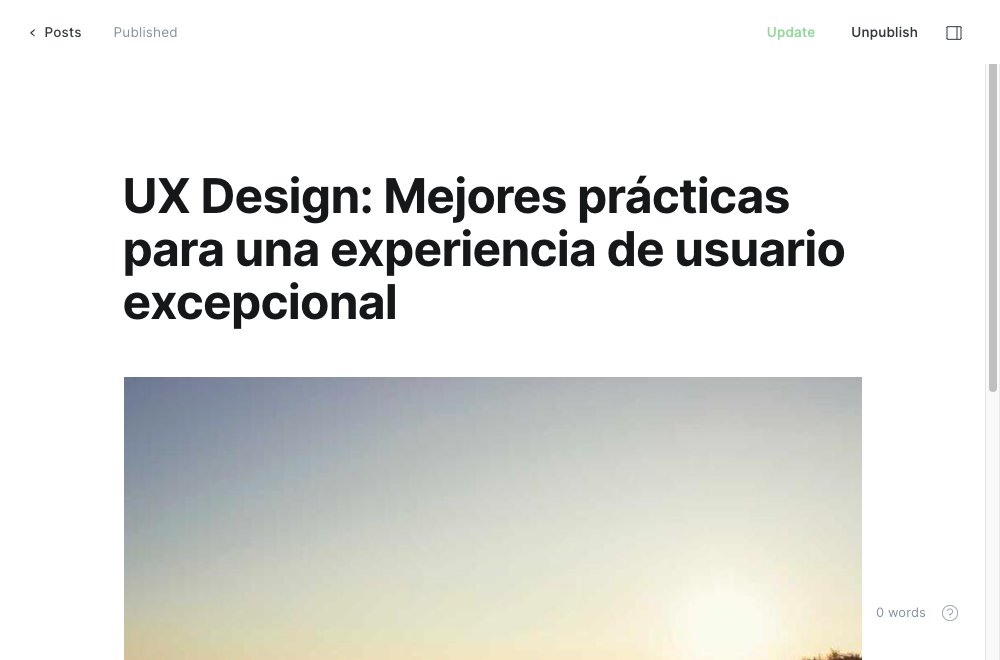 Posts
Published
Update
Unpublish
UX Design: Mejores prácticas
para una experiencia de usuario
excepcional
0 words
?